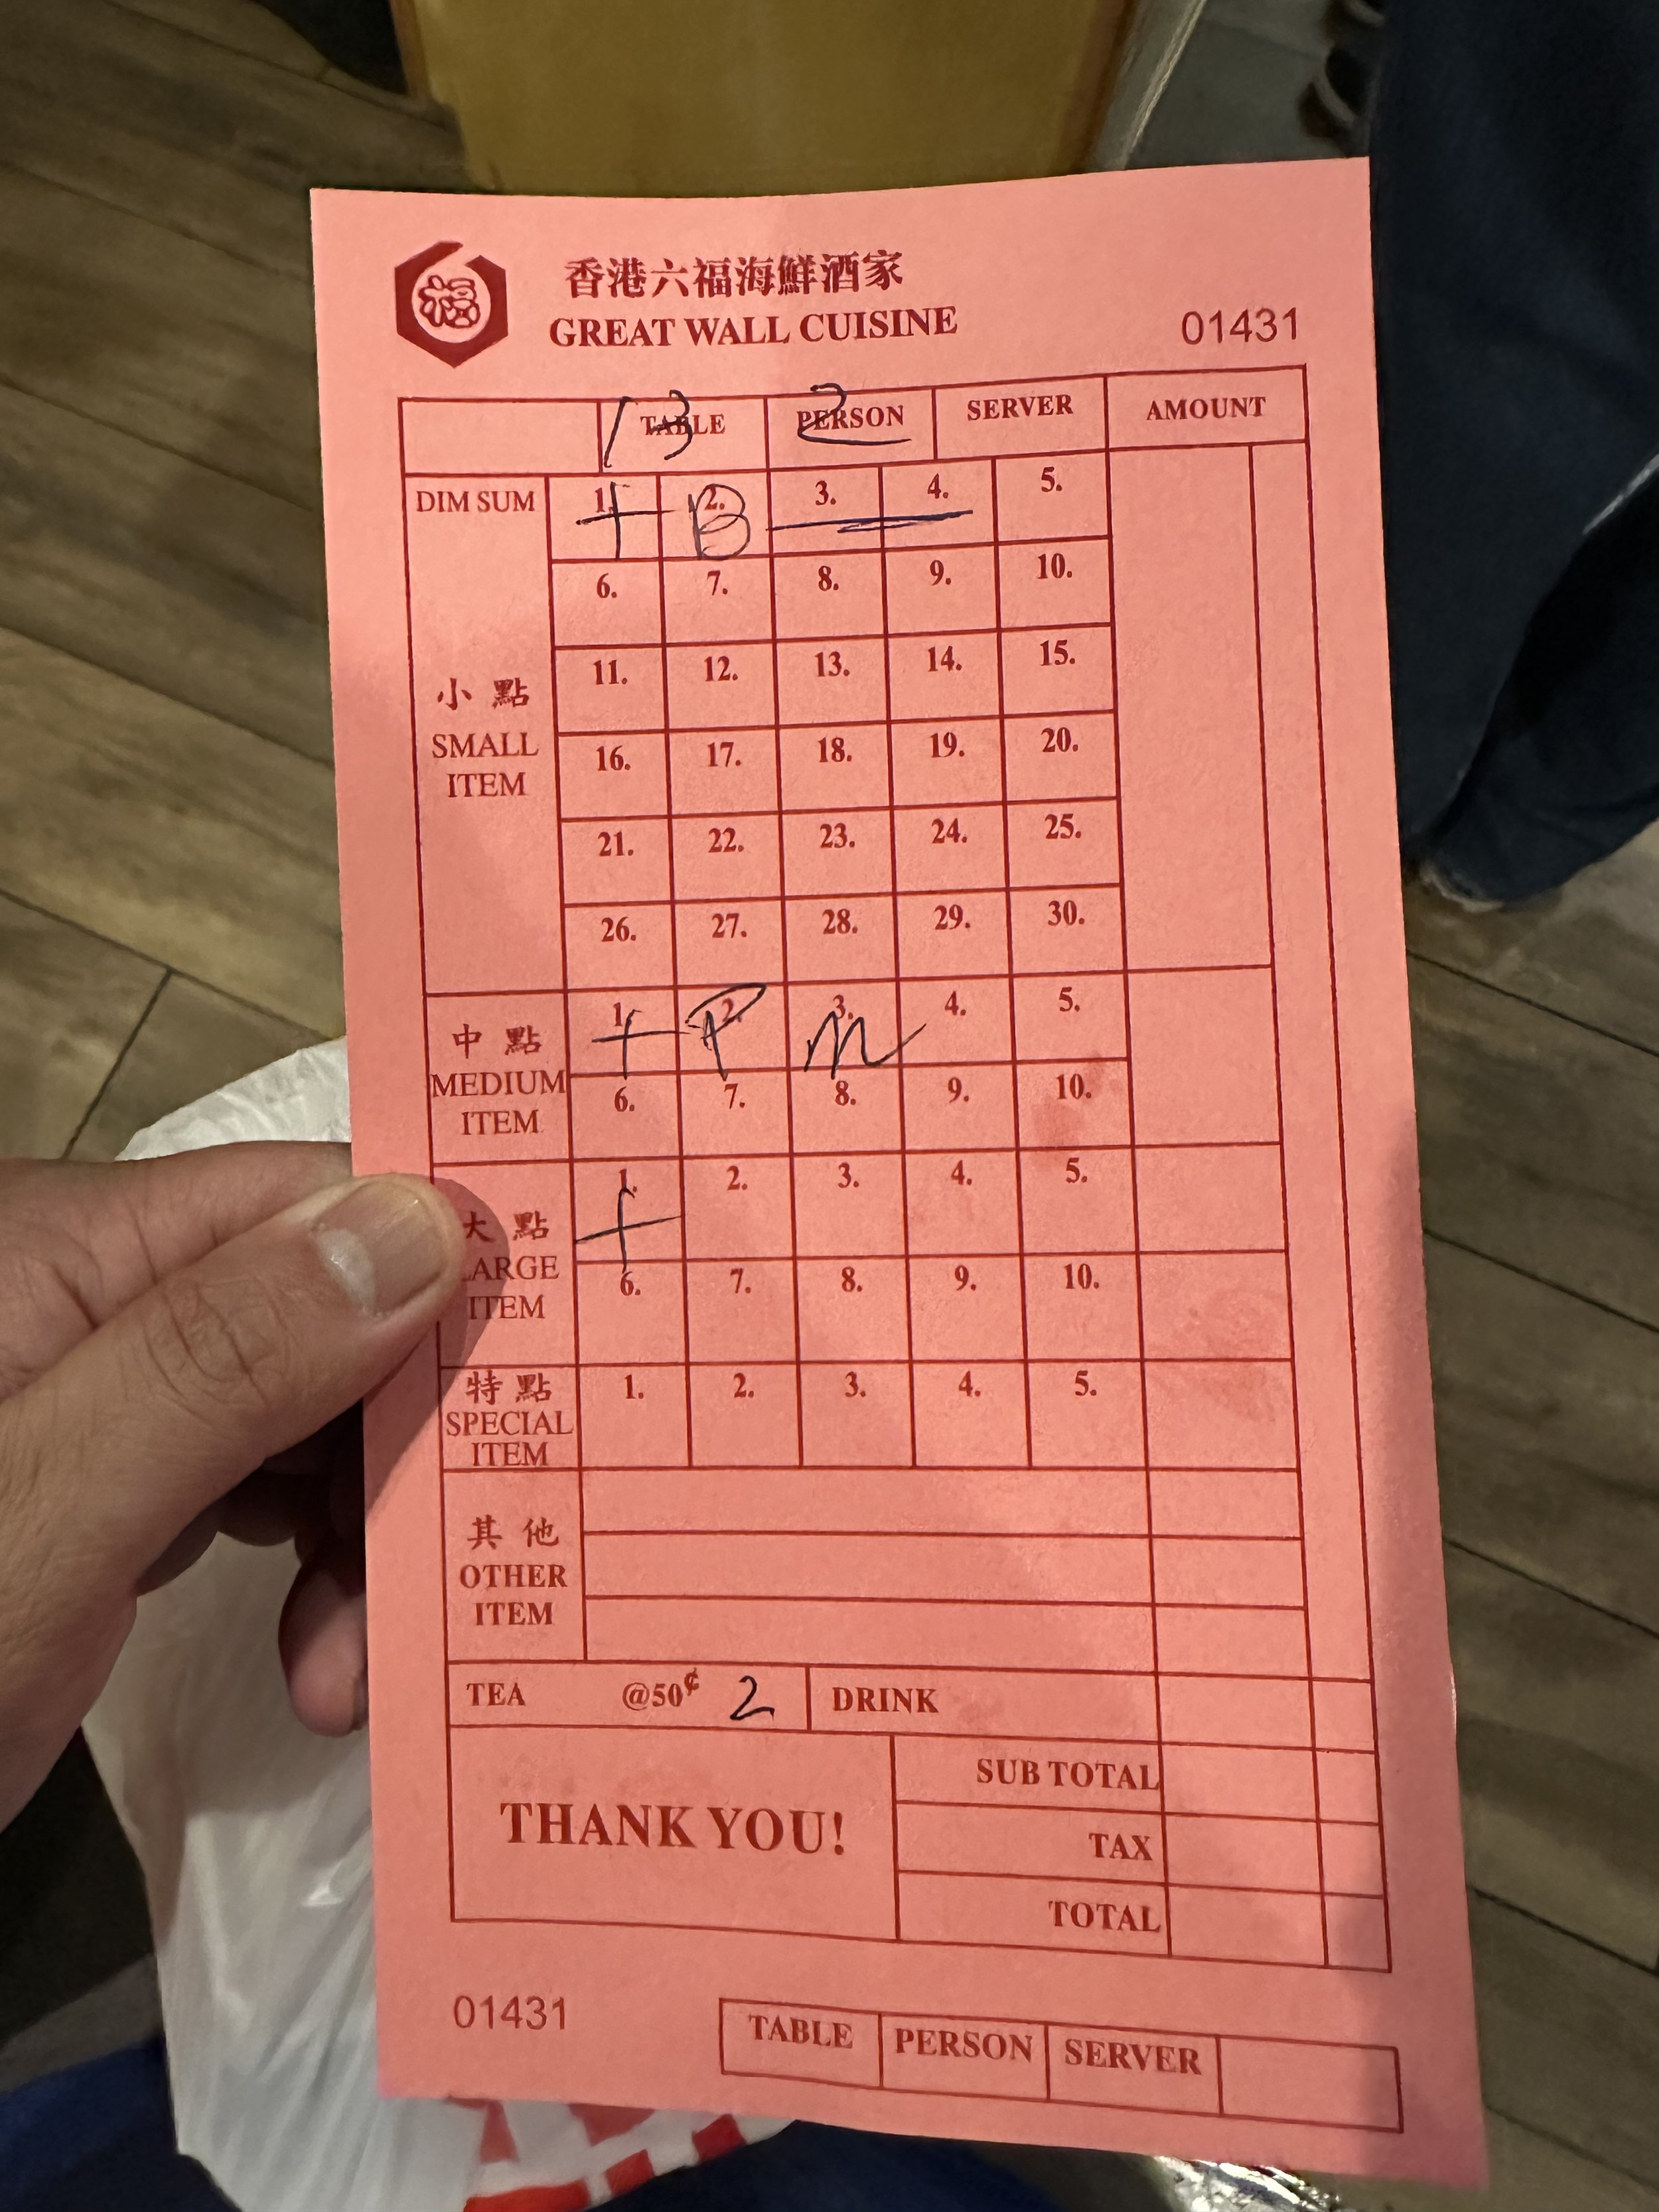 福
香港六福海鮮酒家
GREAT WALL CUISINE
01431
TABLE PERSON SERVER AMOUNT
13 2
DIM SUM 1. 2. 3. 4. 5.
B
6. 7. 8. 9. 10.
11. 12. 13. 14. 15.
小點
SMALL
ITEM
16. 17. 18. 19. 20.
21. 22. 23. 24. 25.
26. 27. 28. 29. 30.
中點
MEDIUM
ITEM
1. 2. 3. 4. 5.
P M
6. 7. 8. 9. 10.
大點
LARGE
ITEM
1. 2. 3. 4. 5.
6. 7. 8. 9. 10.
特點
SPECIAL
ITEM
1. 2. 3. 4. 5.
其他
OTHER
ITEM
TEA @50¢ 2 DRINK
THANK YOU!
SUB TOTAL
TAX
TOTAL
01431
TABLE PERSON SERVER